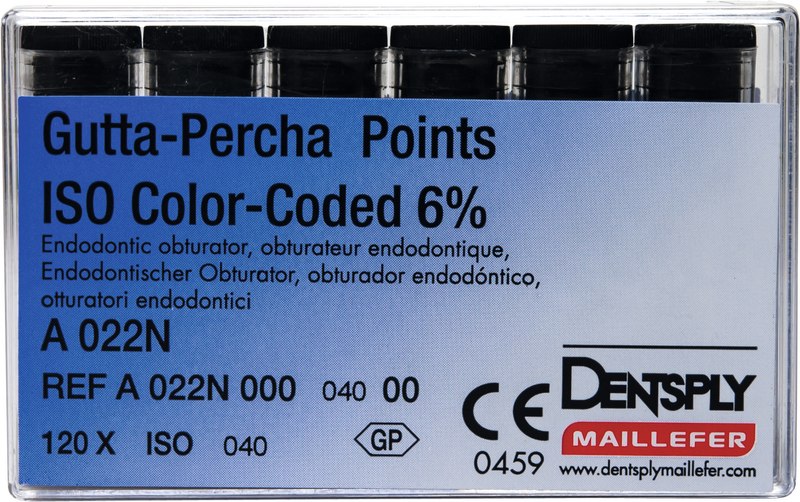 Gutta-Percha Points
ISO Color-Coded 6%
Endodontic obturator, obturateur endodontique,
Endodontischer Obturator, obturador endodóntico,
otturatori endodontici
A 022N
REF A 022N 000 040 00
120 X ISO 040
GP
CE
0459
DENTSPLY
MAILLEFER
www.dentsplymaillefer.com